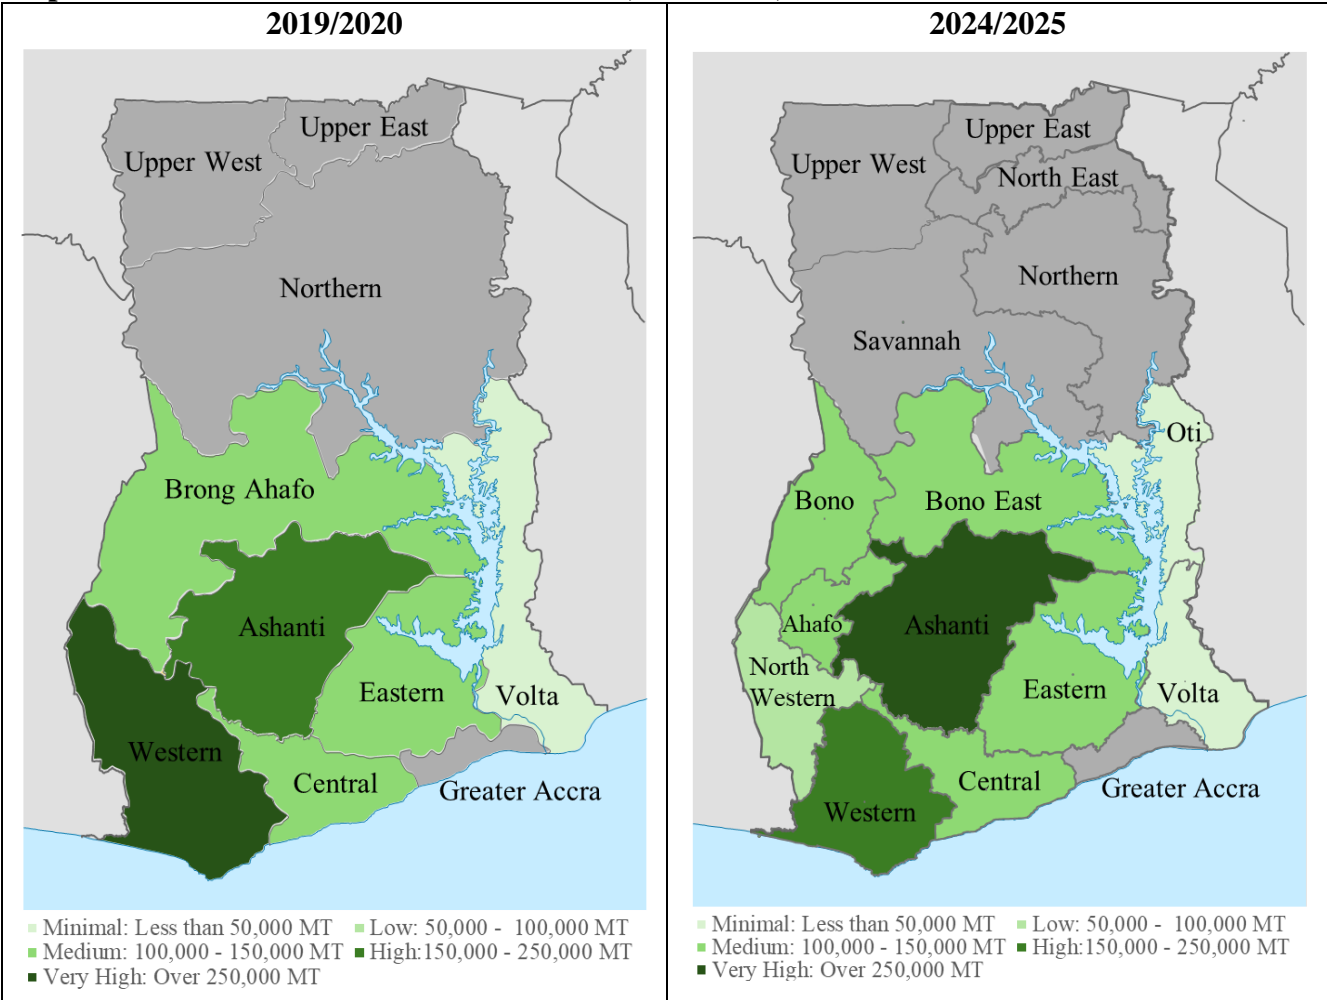 2019/2020
Upper East
Upper West
Northern
Brong Ahafo
Ashanti
Eastern
Volta
Western
Central
Greater Accra
Minimal: Less than 50,000 MT
Low: 50,000 - 100,000 MT
Medium: 100,000 - 150,000 MT
High:150,000 - 250,000 MT
Very High: Over 250,000 MT
2024/2025
Upper East
Upper West
North East
Northern
Savannah
Oti
Bono
Bono East
Ahafo
Ashanti
North
Western
Eastern
Volta
Central
Greater Accra
Western
Minimal: Less than 50,000 MT
Low: 50,000 - 100,000 MT
Medium: 100,000 - 150,000 MT
High:150,000 - 250,000 MT
Very High: Over 250,000 MT